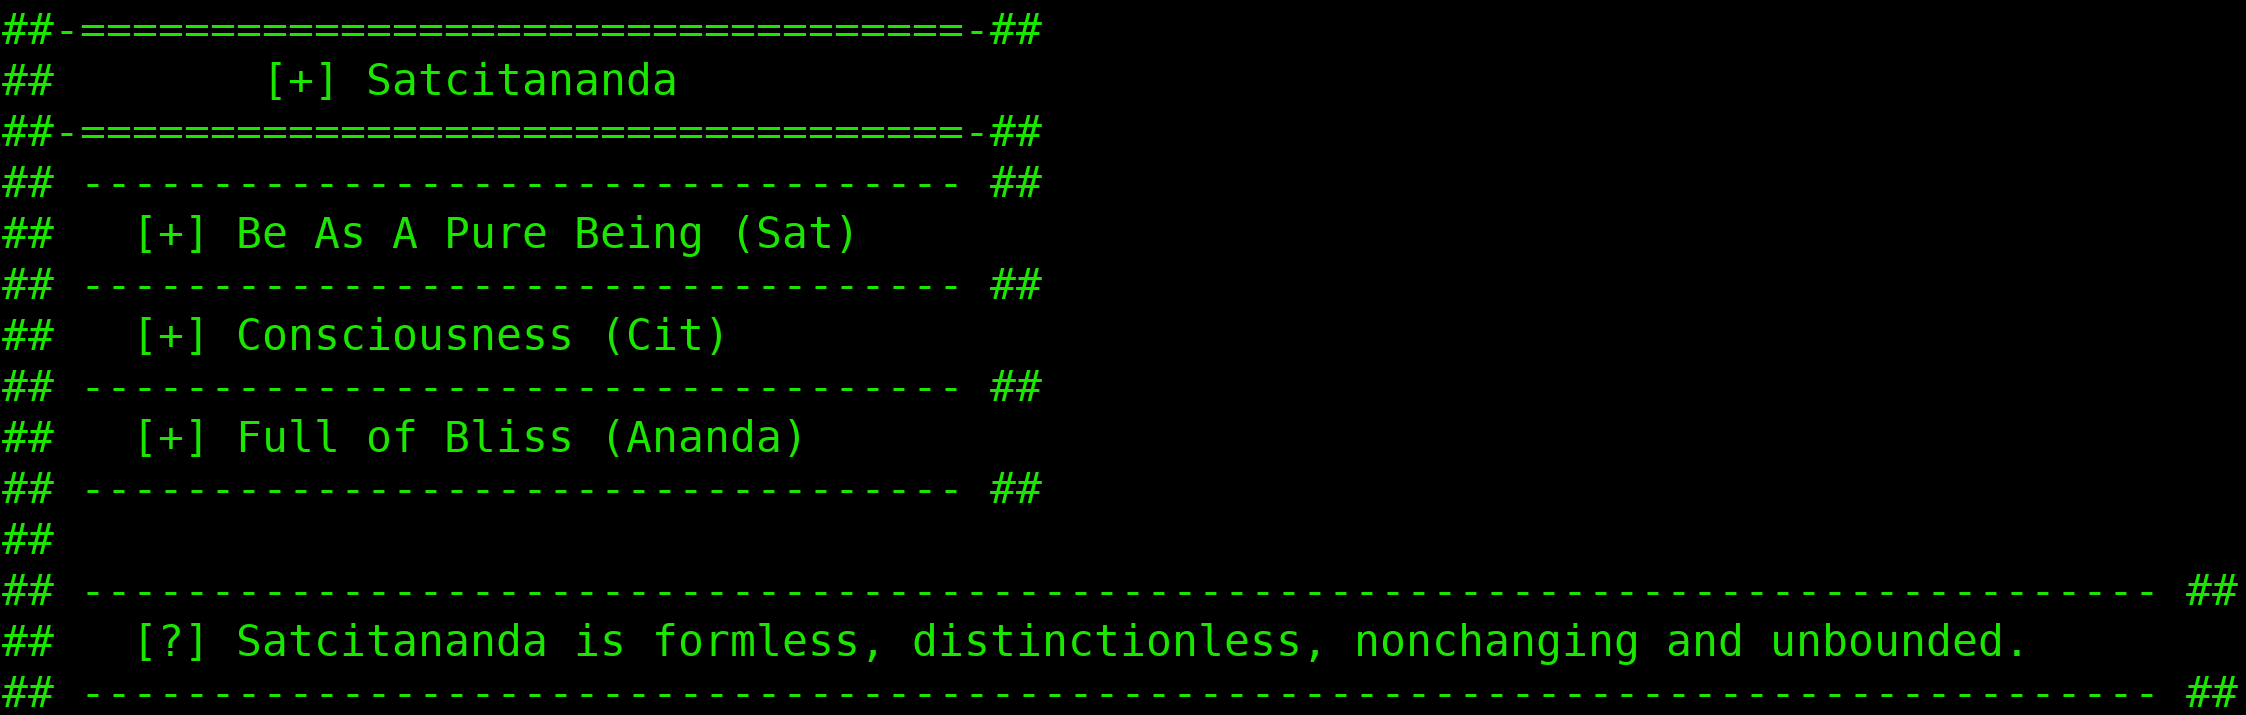 ##-==================================-##
##        [+] Satcitananda
##-==================================-##
## ---------------------------------- ##
##   [+] Be As A Pure Being (Sat)
## ---------------------------------- ##
##   [+] Consciousness (Cit)
## ---------------------------------- ##
##   [+] Full of Bliss (Ananda)
## ---------------------------------- ##
##
## -------------------------------------------------------------------------------- ##
##   [?] Satcitananda is formless, distinctionless, nonchanging and unbounded.
## -------------------------------------------------------------------------------- ##